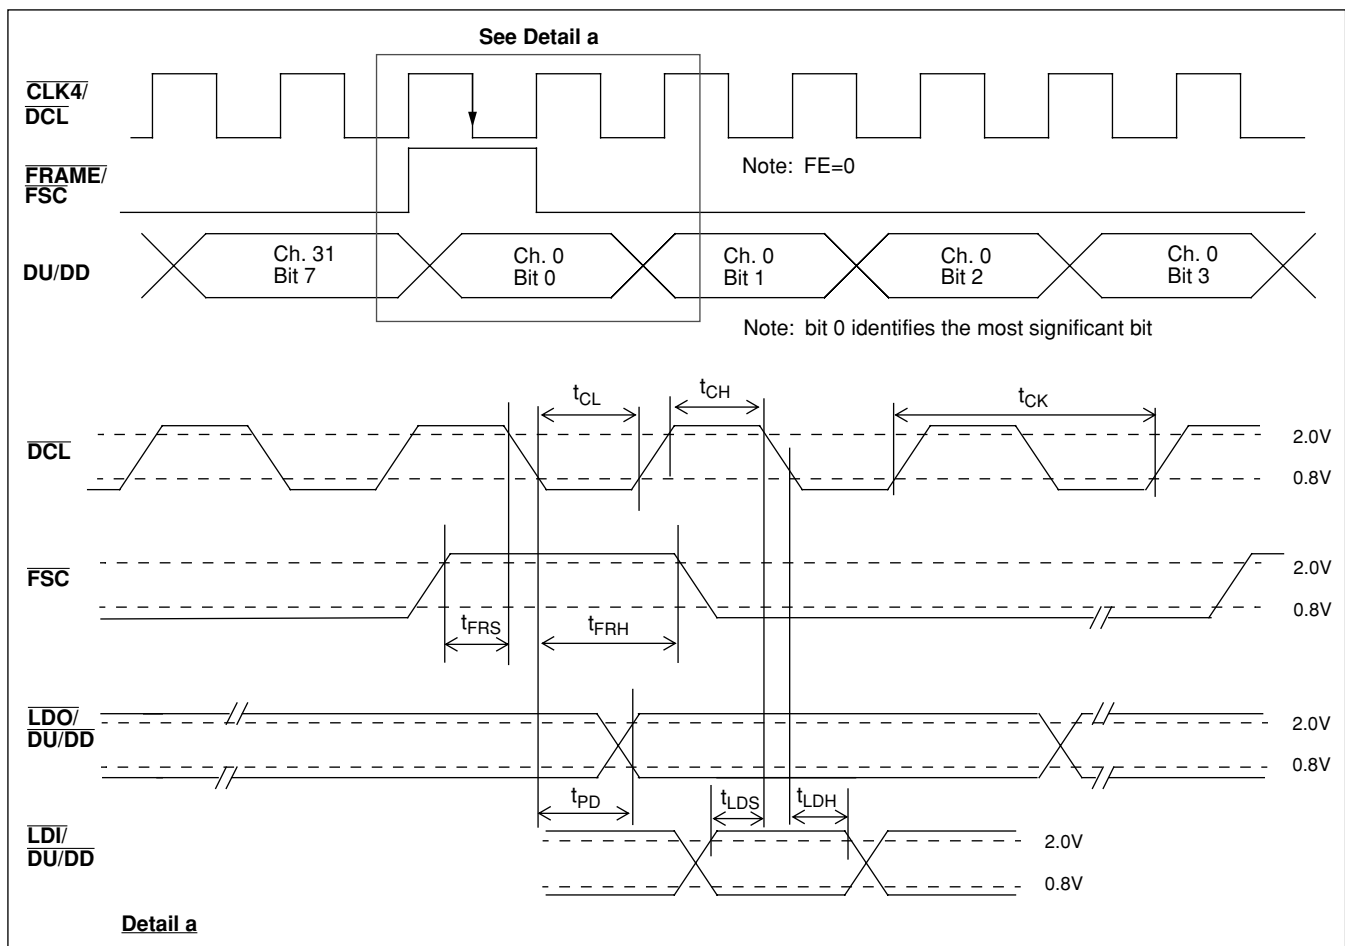 See Detail a
CLK4/
DCL
Note: FE=0
FRAME/
FSC
DU/DD
Ch. 31
Bit 7
Ch. 0
Bit 0
Ch. 0
Bit 1
Ch. 0
Bit 2
Ch. 0
Bit 3
Note: bit 0 identifies the most significant bit
tCL
tCH
tCK
DCL
2.0V
0.8V
FSC
2.0V
0.8V
tFRS
tFRH
LDO/
DU/DD
2.0V
0.8V
tPD
tLDS
tLDH
LDI/
DU/DD
2.0V
0.8V
Detail a